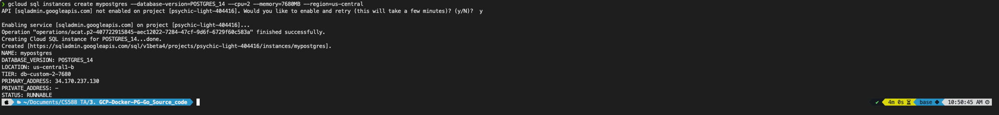 ❯ gcloud sql instances create mypostgres --database-version=POSTGRES_14 --cpu=2 --memory=7680MB --region=us-central
API [sqladmin.googleapis.com] not enabled on project [psychic-light-404416]. Would you like to enable and retry (this will take a few minutes)? (y/N)?  y
Enabling service [sqladmin.googleapis.com] on project [psychic-light-404416]...
Operation "operations/acat.p2-407722915845-aec12022-7284-47cf-9d6f-6729f60c583a" finished successfully.
Creating Cloud SQL instance for POSTGRES_14...done.
Created [https://sqladmin.googleapis.com/sql/v1beta4/projects/psychic-light-404416/instances/mypostgres].
NAME: mypostgres
DATABASE_VERSION: POSTGRES_14
LOCATION: us-central1-b
TIER: db-custom-2-7680
PRIMARY_ADDRESS: 34.170.237.130
PRIVATE_ADDRESS: -
STATUS: RUNNABLE
~/Documents/CS588 TA/3. GCP-Docker-PG-Go_Source_code ✔ 4m 0s base 10:50:45 AM